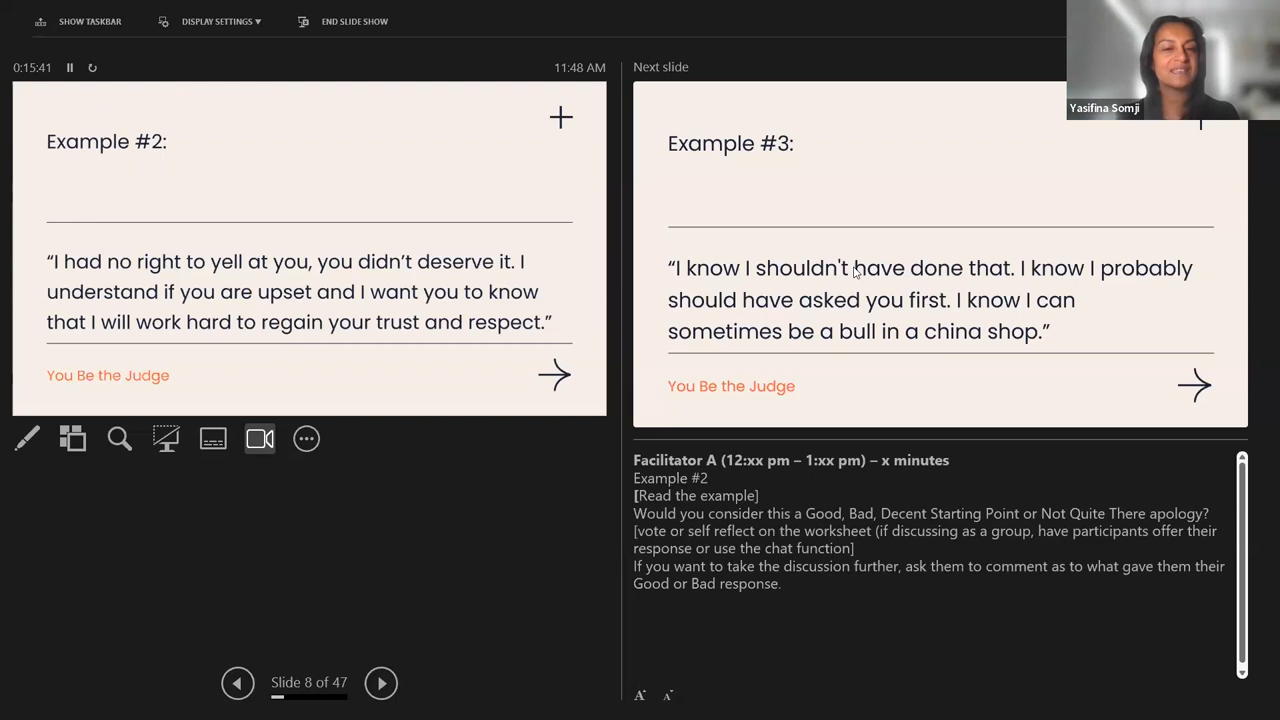 SHOW TASKBAR
DISPLAY SETTINGS ▼
END SLIDE SHOW
0:15:41
11:48 AM
Next slide
Yasifina Somji
Example #2:
“I had no right to yell at you, you didn’t deserve it. I
understand if you are upset and I want you to know
that I will work hard to regain your trust and respect.”
You Be the Judge
Example #3:
“I know I shouldn't have done that. I know I probably
should have asked you first. I know I can
sometimes be a bull in a china shop.”
You Be the Judge
Facilitator A (12:xx pm – 1:xx pm) – x minutes
Example #2
[Read the example]
Would you consider this a Good, Bad, Decent Starting Point or Not Quite There apology?
[vote or self reflect on the worksheet (if discussing as a group, have participants offer their
response or use the chat function]
If you want to take the discussion further, ask them to comment as to what gave them their
Good or Bad response.
Slide 8 of 47
A A